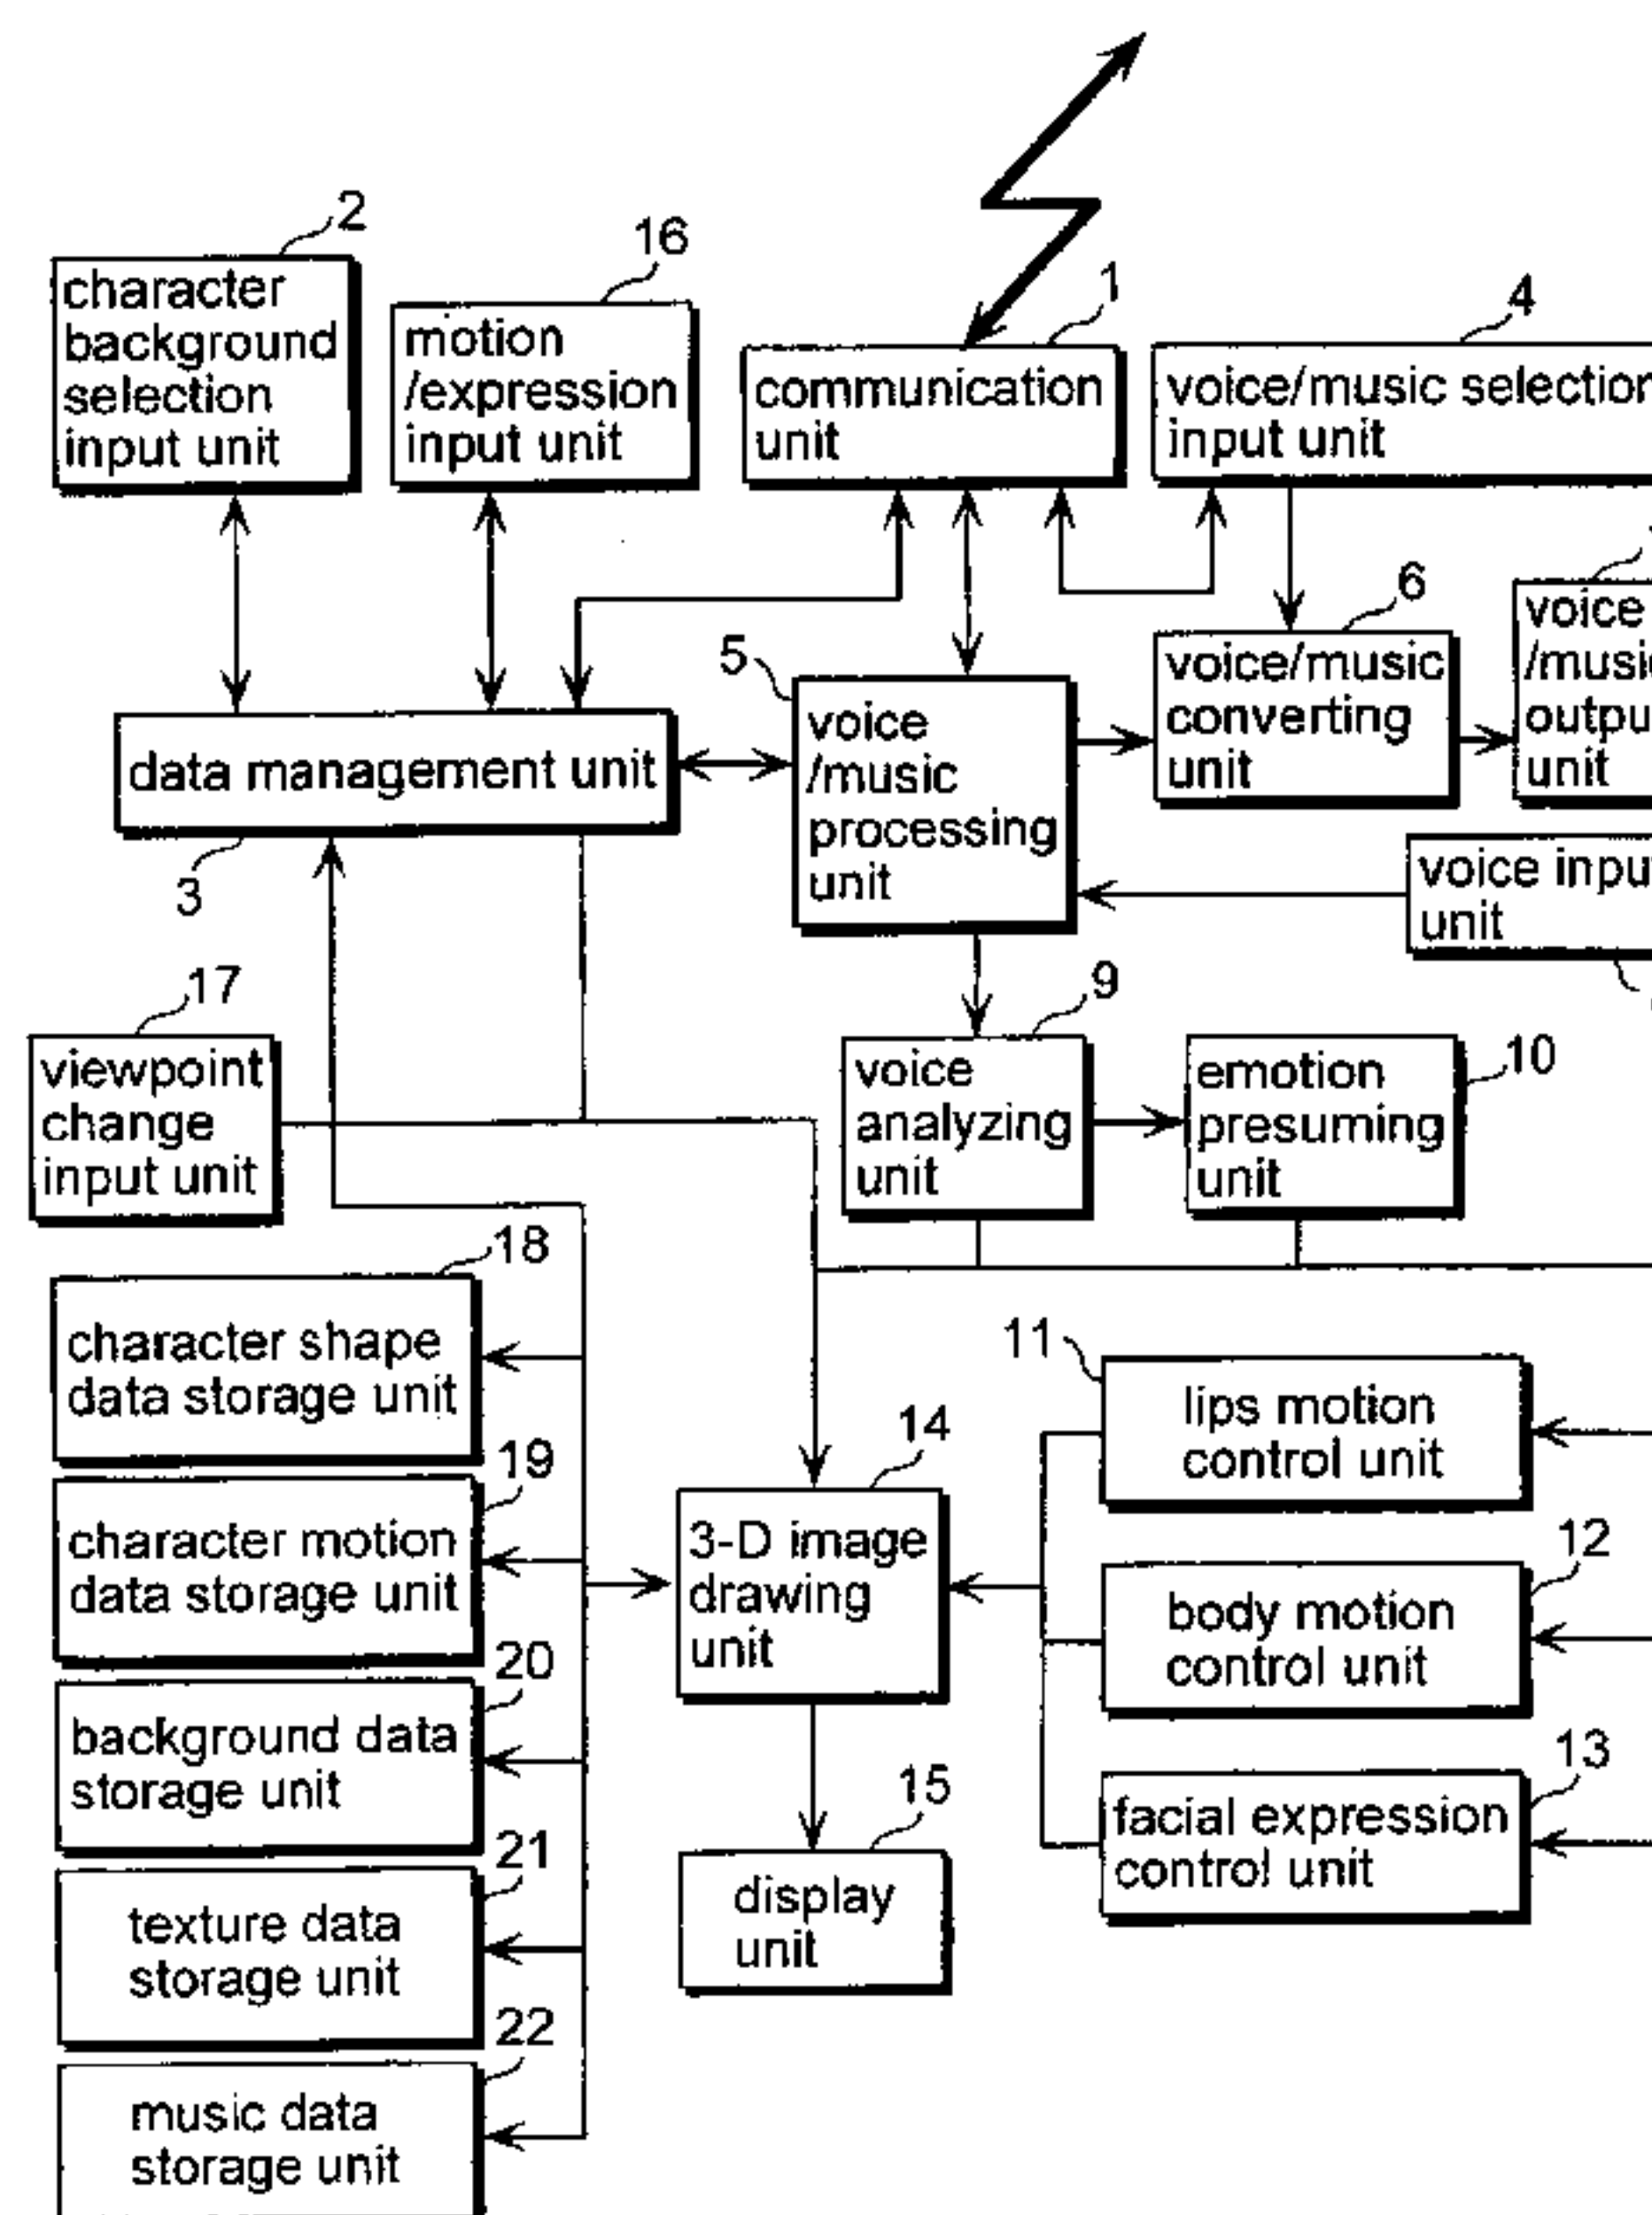 2
character
background
selection
input unit
16
motion
/expression
input unit
1
communication
unit
4
voice/music selection
input unit
5
voice
/music
processing
unit
6
voice/music
converting
unit
voice
unit
data management unit
3
voice
unit
17
viewpoint
change
input unit
9
voice
analyzing
unit
10
emotion
presuming
unit
18
character shape
data storage unit
19
character motion
data storage unit
20
background data
storage unit
21
texture data
storage unit
22
music data
storage unit
14
3-D image
drawing
unit
15
display
unit
11
lips motion
control unit
12
body motion
control unit
13
facial expression
control unit